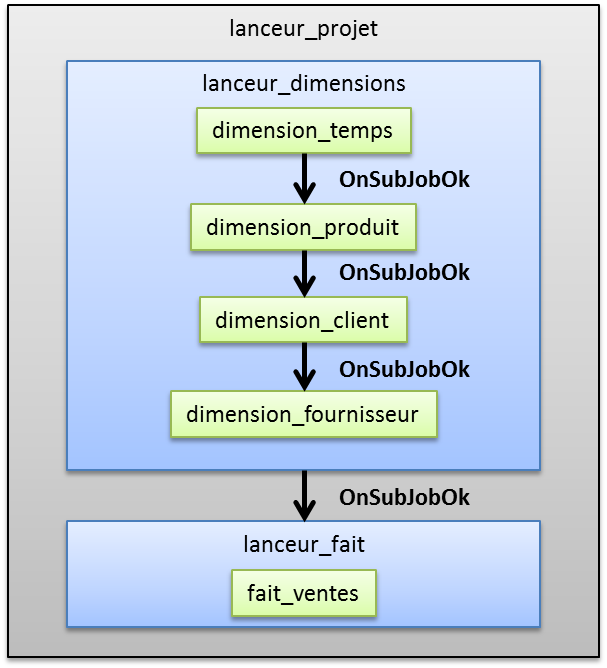 lanceur_projet
lanceur_dimensions
dimension_temps
OnSubJobOk
dimension_produit
OnSubJobOk
dimension_client
OnSubJobOk
dimension_fournisseur
OnSubJobOk
lanceur_fait
fait_ventes